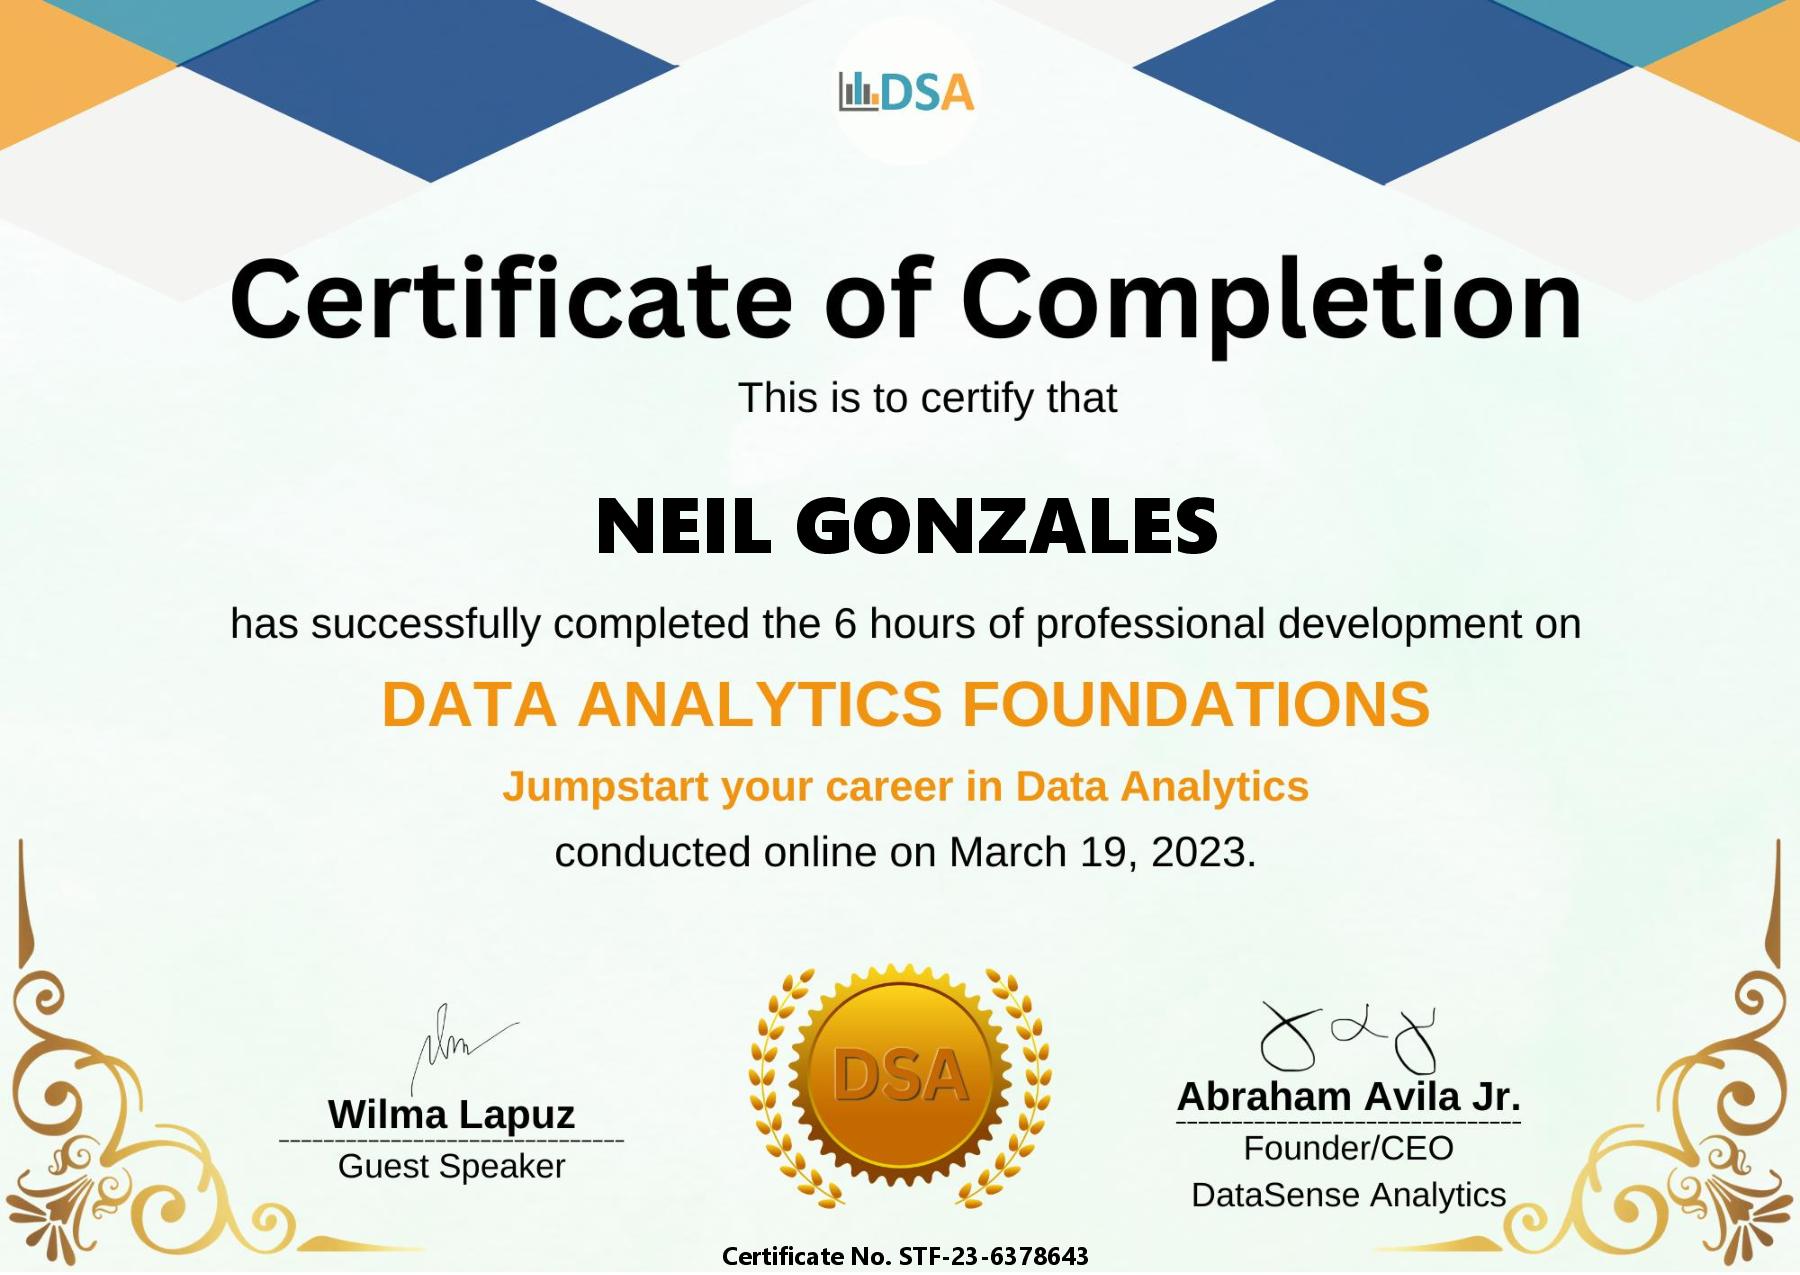 DSA
Certificate of Completion
This is to certify that
NEIL GONZALES
has successfully completed the 6 hours of professional development on
DATA ANALYTICS FOUNDATIONS
Jumpstart your career in Data Analytics
conducted online on March 19, 2023.
DSA
Wilma Lapuz
Guest Speaker
Abraham Avila Jr.
Founder/CEO
DataSense Analytics
Certificate No. STF-23-6378643